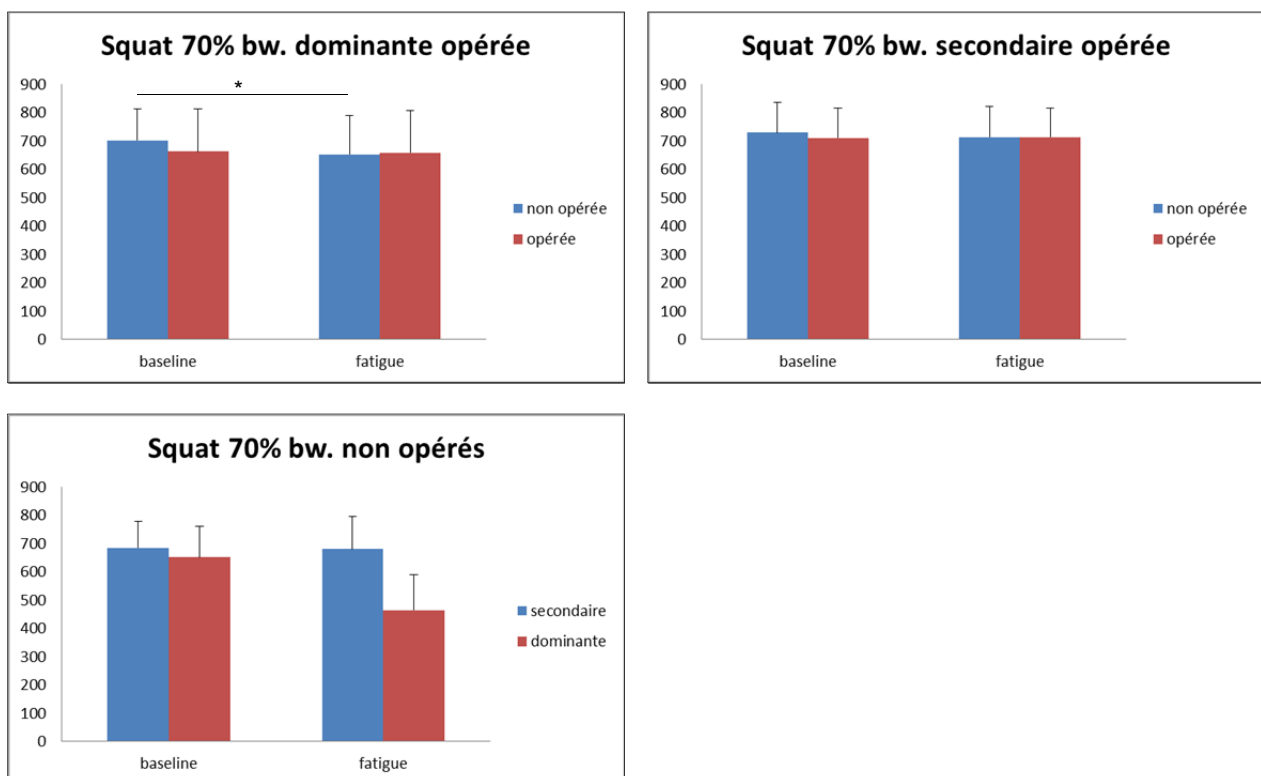 Squat 70% bw. dominante opérée
*
900
800
700
600
500
400
300
200
100
0
baseline fatigue
non opérée
opérée
Squat 70% bw. secondaire opérée
900
800
700
600
500
400
300
200
100
0
baseline fatigue
non opérée
opérée
Squat 70% bw. non opérés
900
800
700
600
500
400
300
200
100
0
baseline fatigue
secondaire
dominante